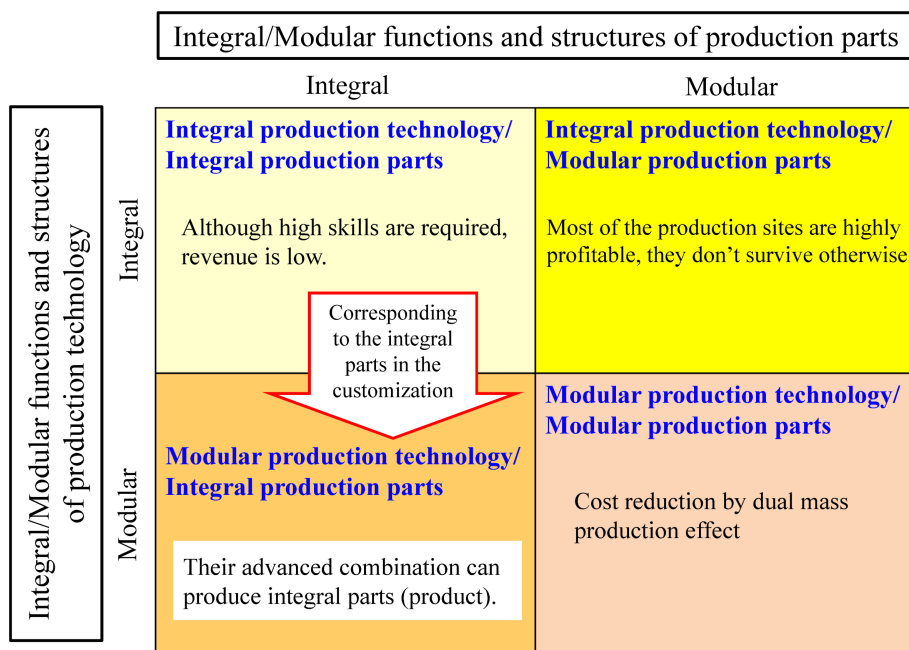 Integral/Modular functions and structures of production parts
Integral
Modular
Integral/Modular functions and structures
of production technology
Integral
Modular
Integral production technology/
Integral production parts
Although high skills are required,
revenue is low.
Integral production technology/
Modular production parts
Most of the production sites are highly
profitable, they don’t survive otherwise
Corresponding
to the integral
parts in the
customization
Modular production technology/
Integral production parts
Their advanced combination can
produce integral parts (product).
Modular production technology/
Modular production parts
Cost reduction by dual mass
production effect